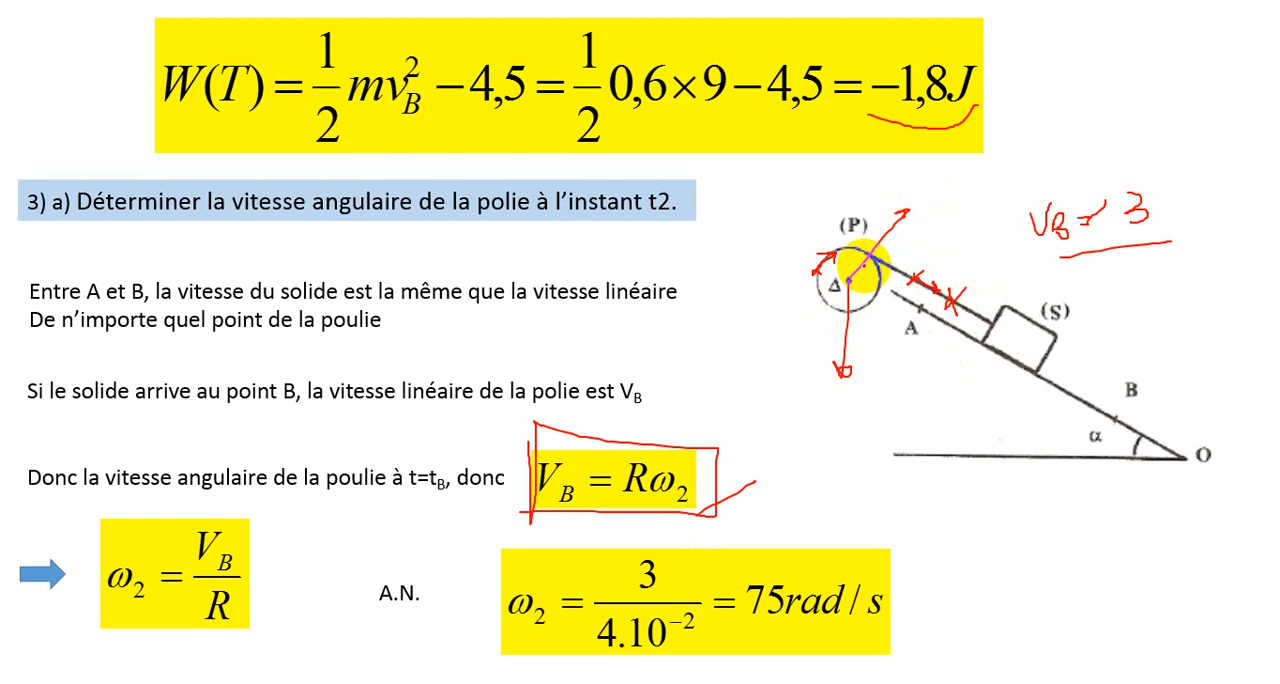 W(T) = 1/2 mv_B^2 − 4,5 = 1/2 0,6 × 9 − 4,5 = −1,8J
3) a) Déterminer la vitesse angulaire de la polie à l’instant t2.
V_B = 3
(P)
Δ
A
(S)
B
α
O
Entre A et B, la vitesse du solide est la même que la vitesse linéaire
De n’importe quel point de la poulie
Si le solide arrive au point B, la vitesse linéaire de la polie est V_B
Donc la vitesse angulaire de la poulie à t=t_B, donc V_B = Rω_2
ω_2 = V_B / R
A.N.
ω_2 = 3 / 4.10^−2 = 75rad / s